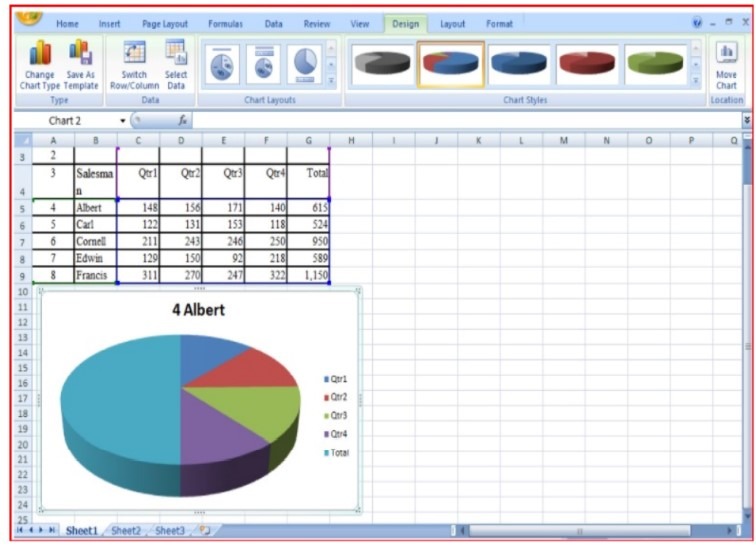 Home Insert Page Layout Formulas Data Review View Design Layout Format
Change Chart Type
Save As Template
Switch Row/Column
Select Data
Move Chart
Type Data Chart Layouts Chart Styles Location
Chart 2 fx
A B C D E F G H I J K L M N O P Q
3 2
4 3 Salesman Qtr1 Qtr2 Qtr3 Qtr4 Total
5 4 Albert 148 156 171 140 615
6 5 Carl 122 131 153 118 524
7 6 Cornell 211 243 246 250 950
8 7 Edwin 129 150 92 218 589
9 8 Francis 311 270 247 322 1,150
10
11
12
13
14
15
16
17
18
19
20
21
22
23
24
25
4 Albert
Qtr1
Qtr2
Qtr3
Qtr4
Total
Sheet1 Sheet2 Sheet3